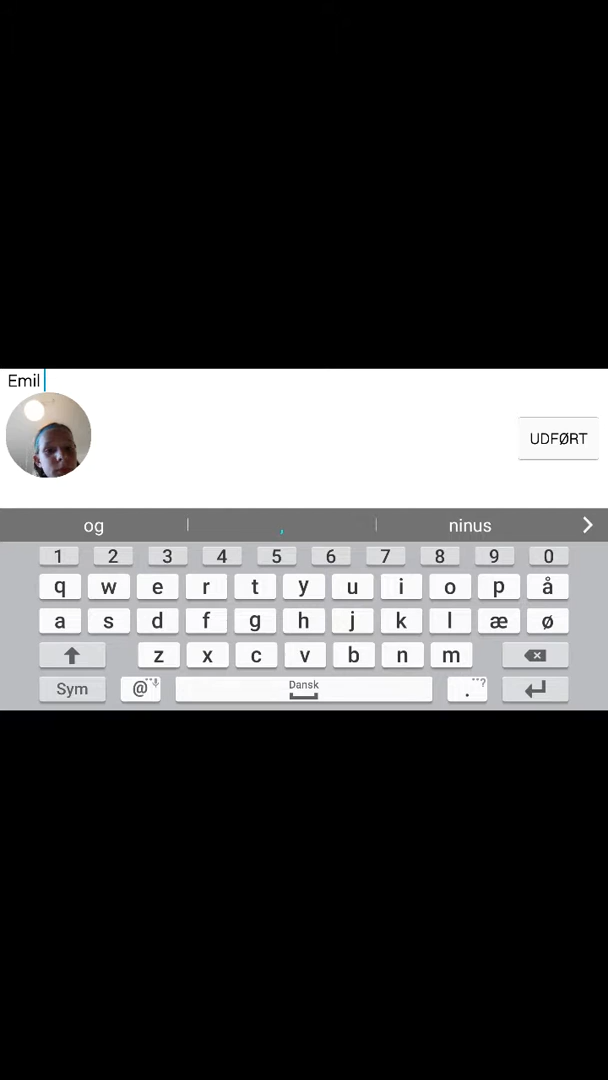 Emil
UDFØRT
og , ninus
1 2 3 4 5 6 7 8 9 0
q w e r t y u i o p å
a s d f g h j k l æ ø
z x c v b n m
Sym @ Dansk . ?